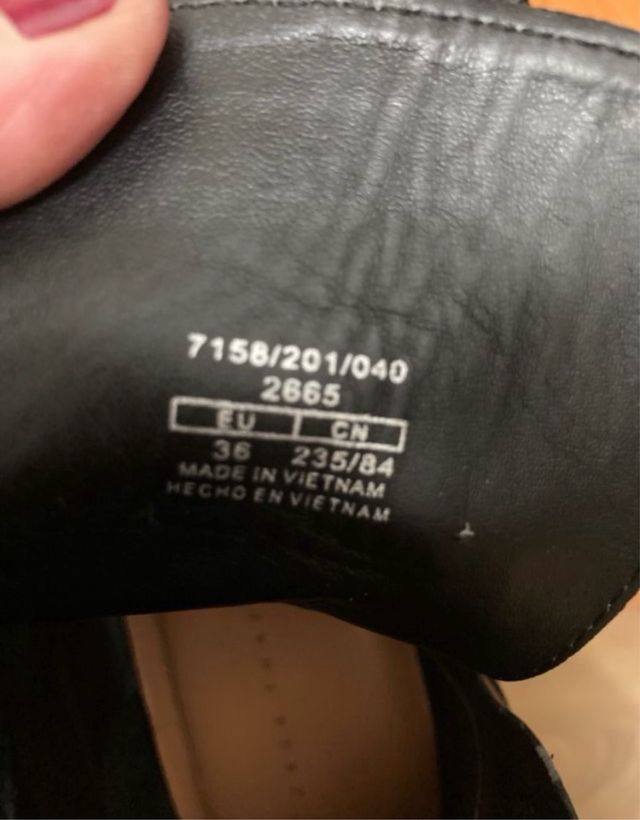 7158/201/040
2665
EU CN
36 235/84
MADE IN VIETNAM
HECHO EN VIETNAM